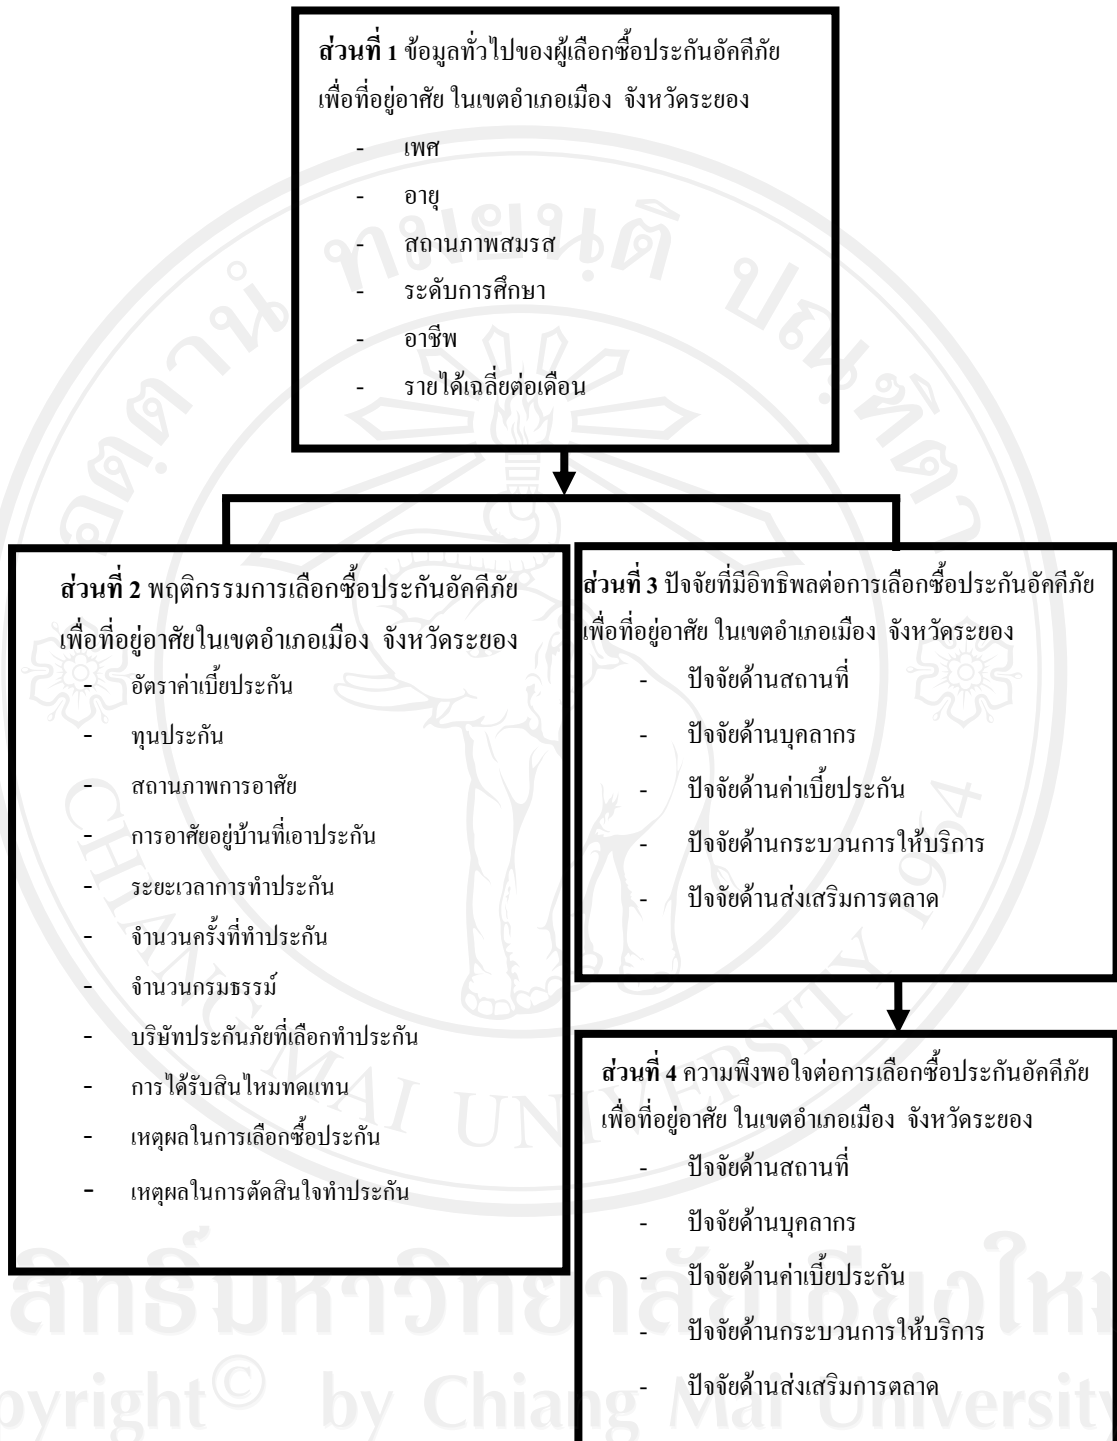 ส่วนที่ 1 ข้อมูลทั่วไปของผู้เลือกซื้อประกันอัคคีภัย
เพื่อที่อยู่อาศัย ในเขตอำเภอเมือง จังหวัดระยอง
- เพศ
- อายุ
- สถานภาพสมรส
- ระดับการศึกษา
- อาชีพ
- รายได้เฉลี่ยต่อเดือน
ส่วนที่ 2 พฤติกรรมการเลือกซื้อประกันอัคคีภัย
เพื่อที่อยู่อาศัยในเขตอำเภอเมือง จังหวัดระยอง
- อัตราค่าเบี้ยประกัน
- ทุนประกัน
- สถานภาพการอาศัย
- การอาศัยอยู่บ้านที่เอาประกัน
- ระยะเวลาการทำประกัน
- จำนวนครั้งที่ทำประกัน
- จำนวนกรมธรรม์
- บริษัทประกันภัยที่เลือกทำประกัน
- การได้รับสินไหมทดแทน
- เหตุผลในการเลือกซื้อประกัน
- เหตุผลในการตัดสินใจทำประกัน
ส่วนที่ 3 ปัจจัยที่มีอิทธิพลต่อการเลือกซื้อประกันอัคคีภัย
เพื่อที่อยู่อาศัย ในเขตอำเภอเมือง จังหวัดระยอง
- ปัจจัยด้านสถานที่
- ปัจจัยด้านบุคลากร
- ปัจจัยด้านค่าเบี้ยประกัน
- ปัจจัยด้านกระบวนการให้บริการ
- ปัจจัยด้านส่งเสริมการตลาด
ส่วนที่ 4 ความพึงพอใจต่อการเลือกซื้อประกันอัคคีภัย
เพื่อที่อยู่อาศัย ในเขตอำเภอเมือง จังหวัดระยอง
- ปัจจัยด้านสถานที่
- ปัจจัยด้านบุคลากร
- ปัจจัยด้านค่าเบี้ยประกัน
- ปัจจัยด้านกระบวนการให้บริการ
- ปัจจัยด้านส่งเสริมการตลาด
CHIANG MAI UNIVERSITY 1964
by Chiang Mai University